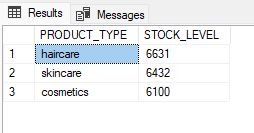 Results Messages
PRODUCT_TYPE STOCK_LEVEL
1 haircare 6631
2 skincare 6432
3 cosmetics 6100